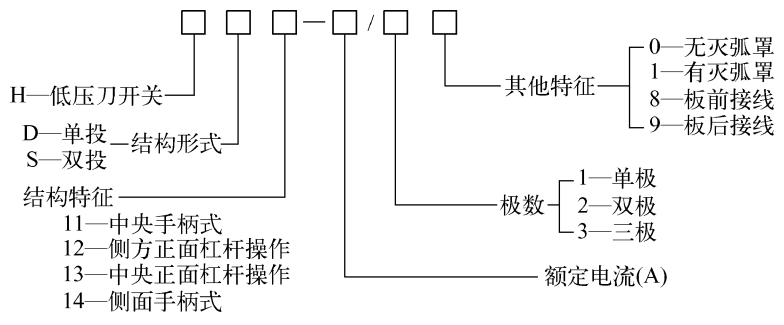 — /
H—低压刀开关
D—单投
S—双投
结构形式
结构特征
11—中央手柄式
12—侧方正面杠杆操作
13—中央正面杠杆操作
14—侧面手柄式
其他特征
0—无灭弧罩
1—有灭弧罩
8—板前接线
9—板后接线
极数
1—单极
2—双极
3—三极
额定电流(A)